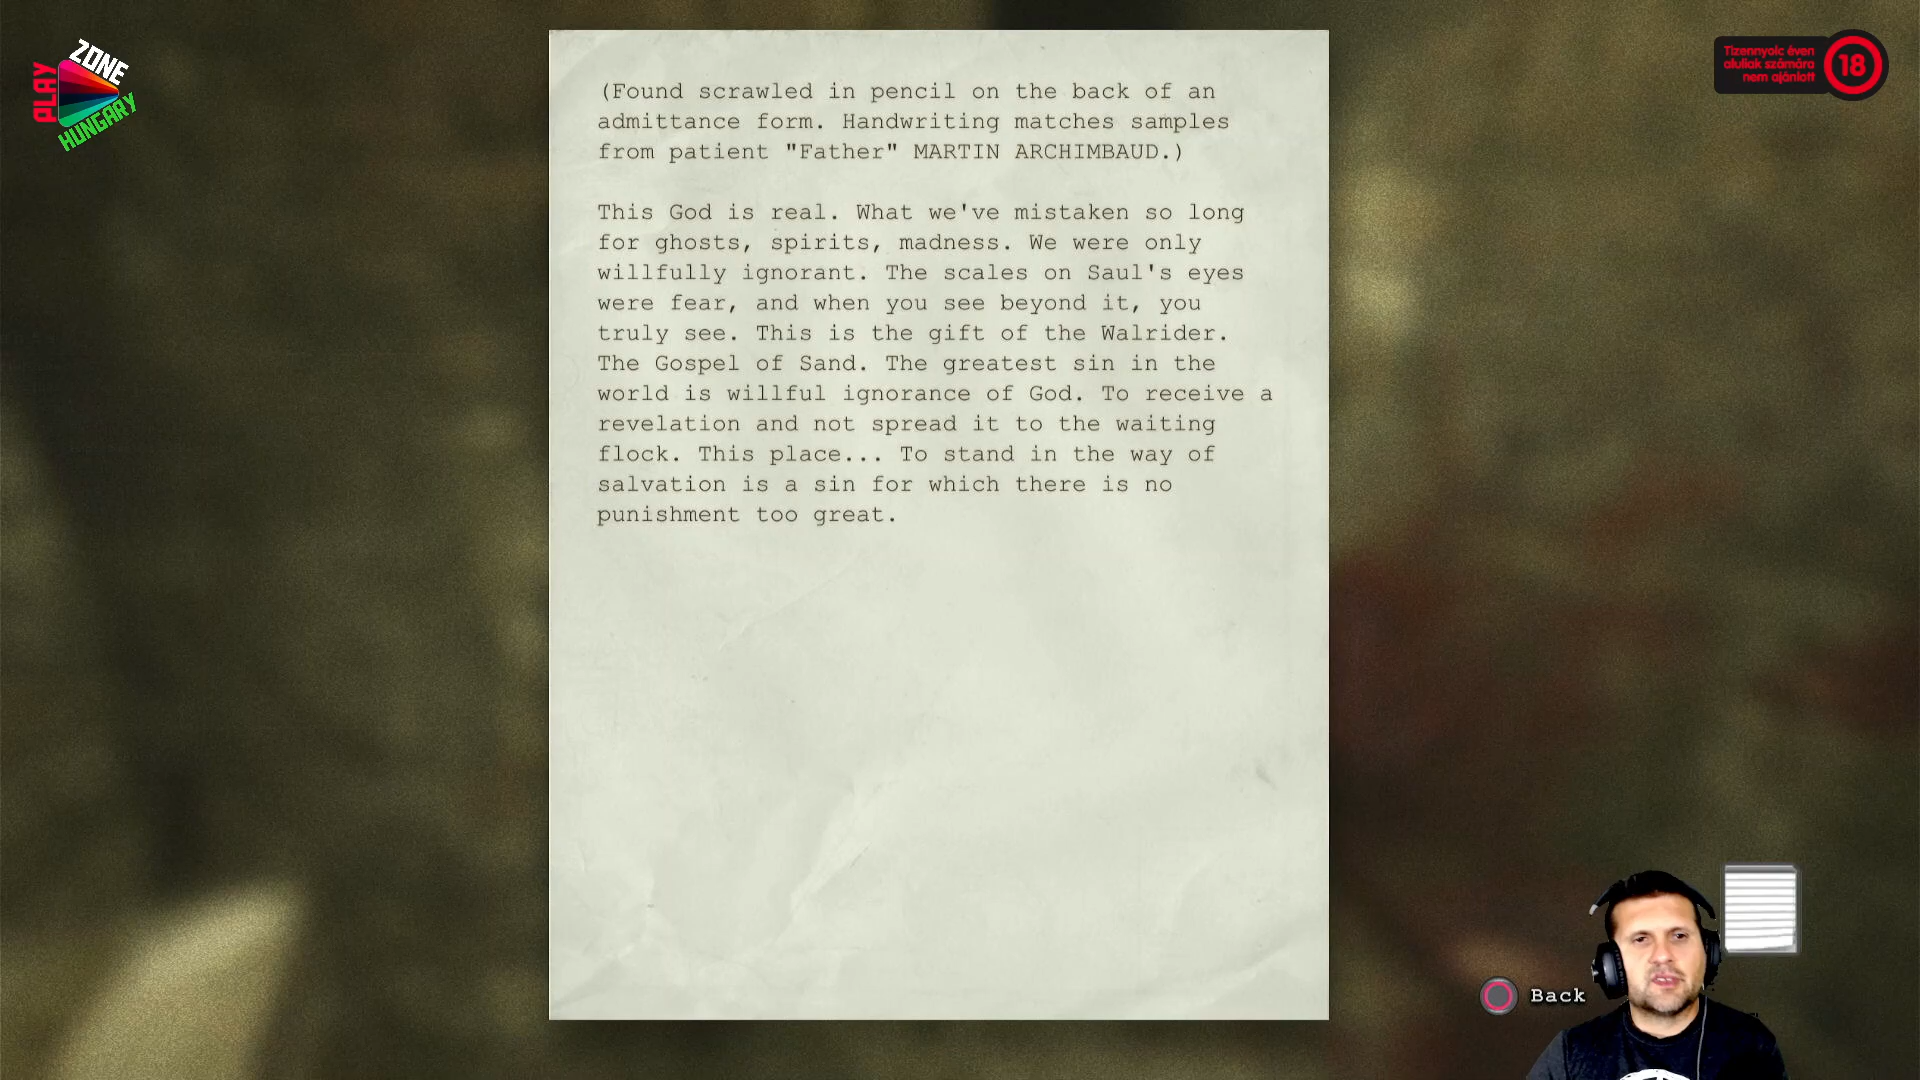 PLAY
ZONE
HUNGARY
Tizennyolc éven
aluliak számára
nem ajánlott
18
(Found scrawled in pencil on the back of an
admittance form. Handwriting matches samples
from patient "Father" MARTIN ARCHIMBAUD.)
This God is real. What we've mistaken so long
for ghosts, spirits, madness. We were only
willfully ignorant. The scales on Saul's eyes
were fear, and when you see beyond it, you
truly see. This is the gift of the Walrider.
The Gospel of Sand. The greatest sin in the
world is willful ignorance of God. To receive a
revelation and not spread it to the waiting
flock. This place... To stand in the way of
salvation is a sin for which there is no
punishment too great.
Back